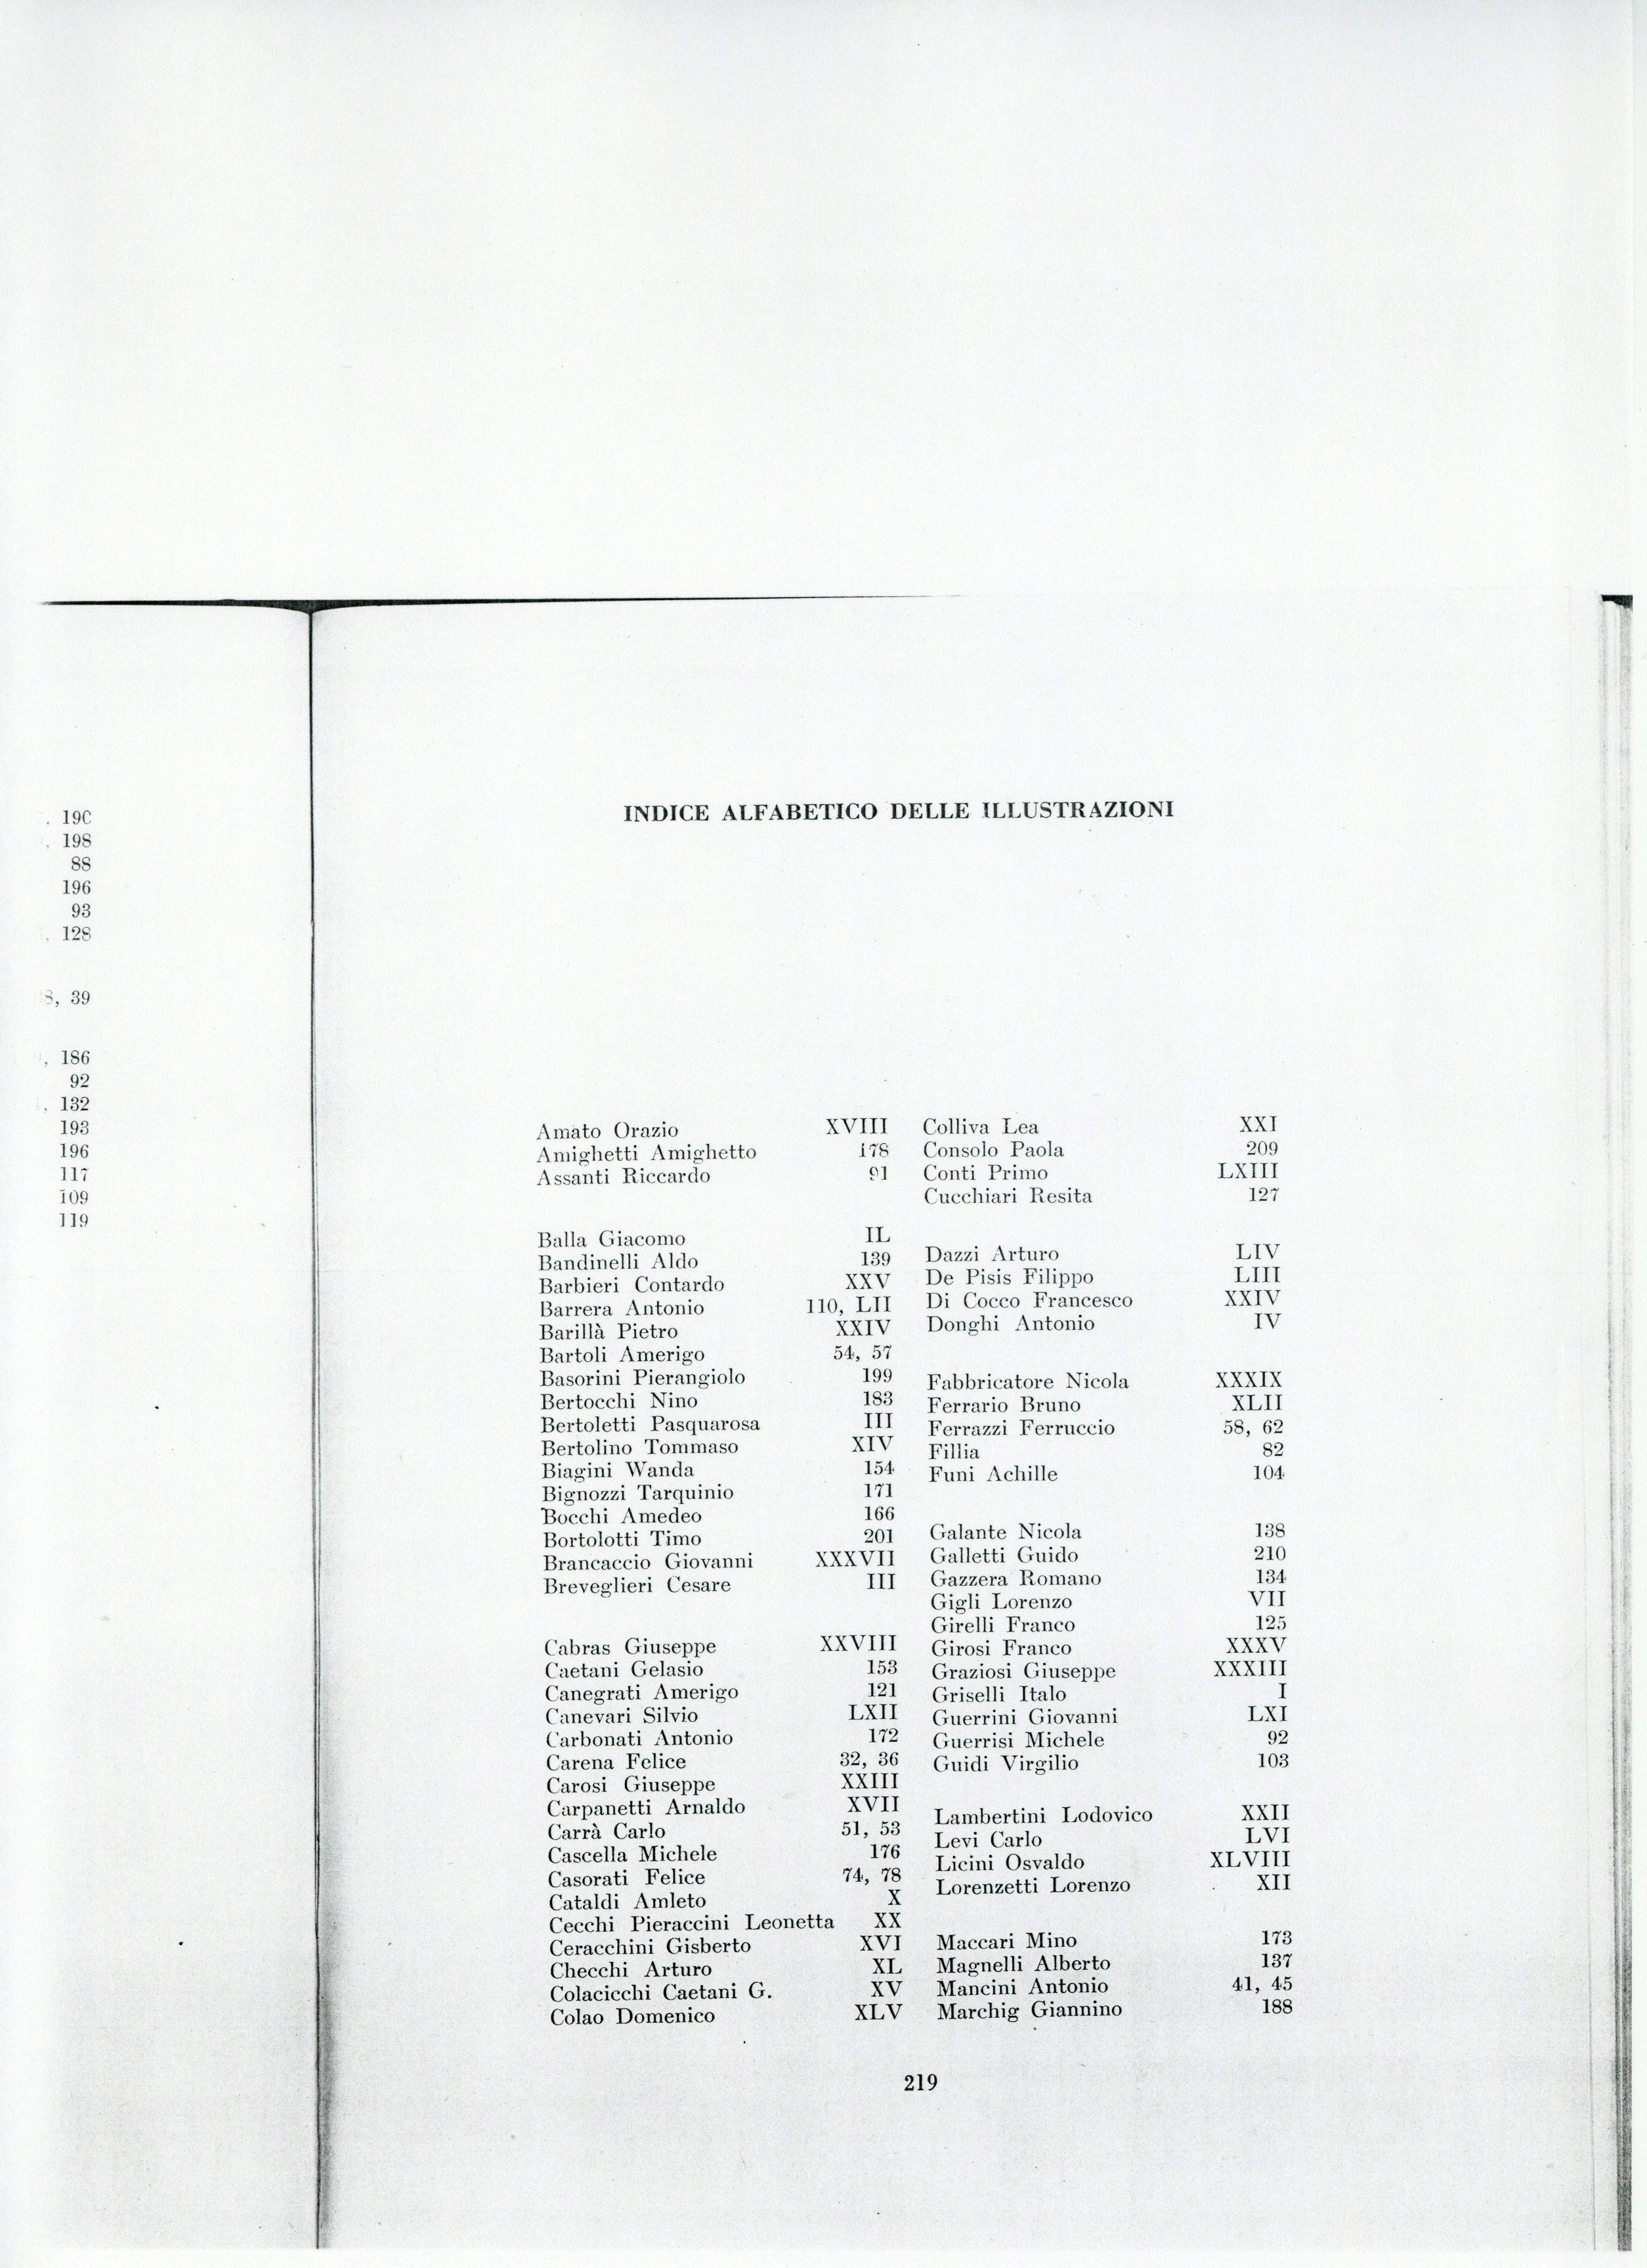 . 190
. 198
88
196
93
. 128
8, 39
. 186
92
. 132
193
196
117
109
119
INDICE ALFABETICO DELLE ILLUSTRAZIONI
Amato Orazio XVIII
Amighetti Amighetto 178
Assanti Riccardo 91
Balla Giacomo IL
Bandinelli Aldo 139
Barbieri Contardo XXV
Barrera Antonio 110, LII
Barillà Pietro XXIV
Bartoli Amerigo 54, 57
Basorini Pierangiolo 199
Bertocchi Nino 183
Bertoletti Pasquarosa III
Bertolino Tommaso XIV
Biagini Wanda 154
Bignozzi Tarquinio 171
Bocchi Amedeo 166
Bortolotti Timo 201
Brancaccio Giovanni XXXVII
Breveglieri Cesare III
Cabras Giuseppe XXVIII
Caetani Gelasio 153
Canegrati Amerigo 121
Canevari Silvio LXII
Carbonati Antonio 172
Carena Felice 32, 36
Carosi Giuseppe XXIII
Carpanetti Arnaldo XVII
Carrà Carlo 51, 53
Cascella Michele 176
Casorati Felice 74, 78
Cataldi Amleto X
Cecchi Pieraccini Leonetta XX
Ceracchini Gisberto XVI
Checchi Arturo XL
Colacicchi Caetani G. XV
Colao Domenico XLV
Colliva Lea XXI
Consolo Paola 209
Conti Primo LXIII
Cucchiari Resita 127
Dazzi Arturo LIV
De Pisis Filippo LIII
Di Cocco Francesco XXIV
Donghi Antonio IV
Fabbricatore Nicola XXXIX
Ferrario Bruno XLII
Ferrazzi Ferruccio 58, 62
Fillia 82
Funi Achille 104
Galante Nicola 138
Galletti Guido 210
Gazzera Romano 134
Gigli Lorenzo VII
Girelli Franco 125
Girosi Franco XXXV
Graziosi Giuseppe XXXIII
Griselli Italo I
Guerrini Giovanni LXI
Guerrisi Michele 92
Guidi Virgilio 103
Lambertini Lodovico XXII
Levi Carlo LVI
Licini Osvaldo XLVIII
Lorenzetti Lorenzo XII
Maccari Mino 173
Magnelli Alberto 137
Mancini Antonio 41, 45
Marchig Giannino 188
219